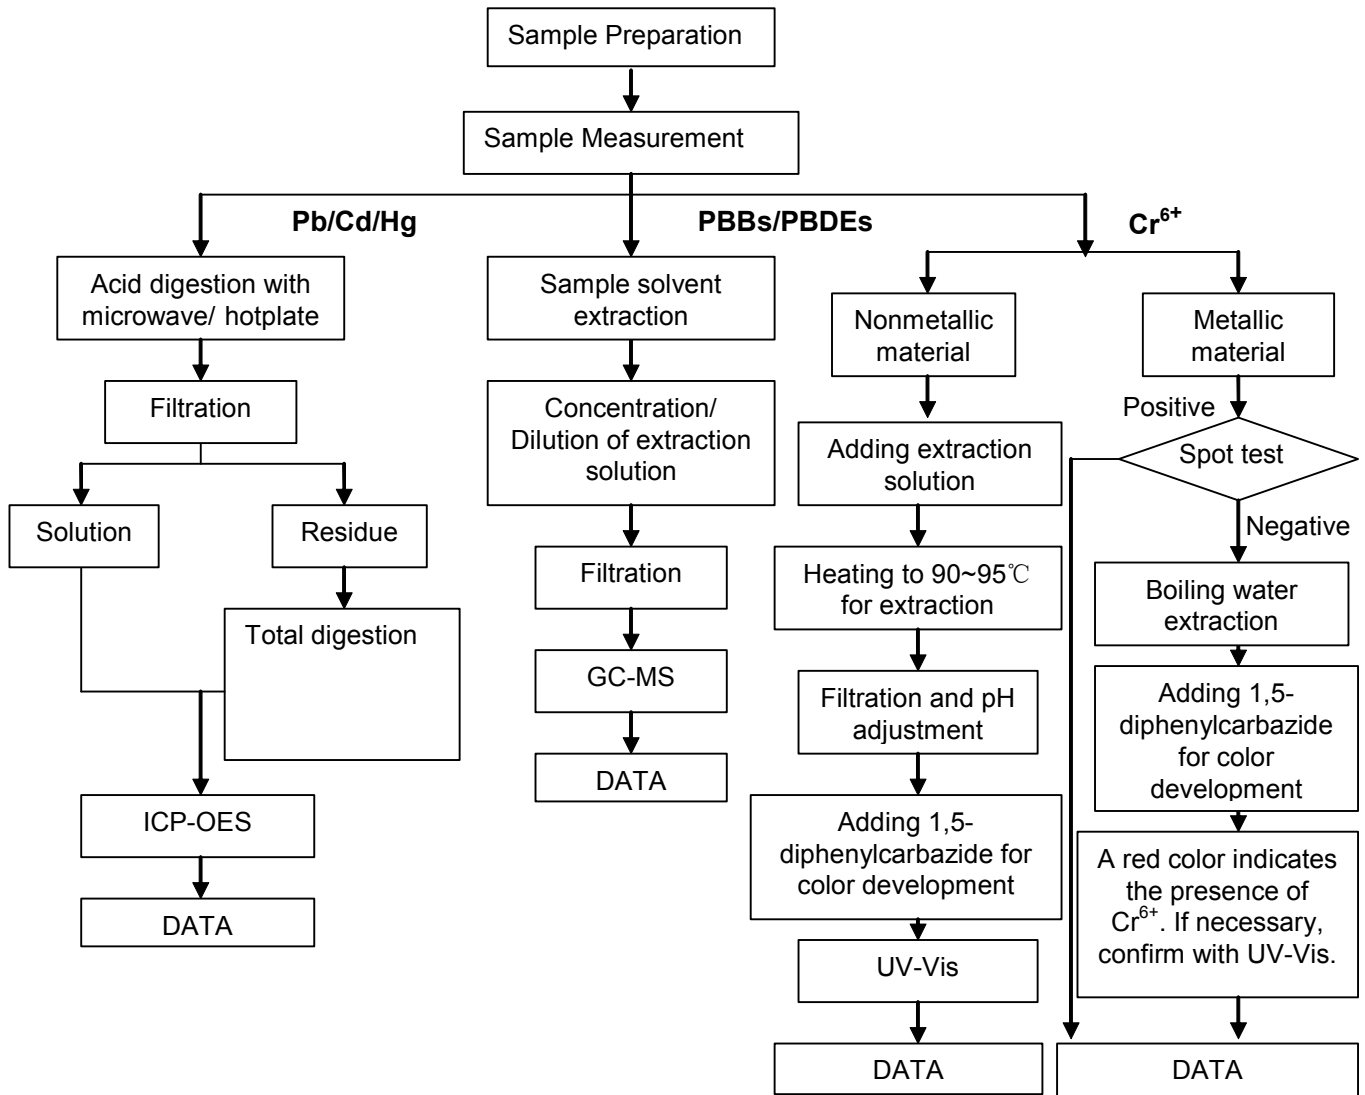 Sample Preparation
Sample Measurement
Pb/Cd/Hg
PBBs/PBDEs
Cr⁶⁺
Acid digestion with
microwave/ hotplate
Filtration
Solution
Residue
Total digestion
ICP-OES
DATA
Sample solvent
extraction
Concentration/
Dilution of extraction
solution
Filtration
GC-MS
DATA
Nonmetallic
material
Adding extraction
solution
Heating to 90~95℃
for extraction
Filtration and pH
adjustment
Adding 1,5-
diphenylcarbazide for
color development
UV-Vis
DATA
Metallic
material
Positive
Spot test
Negative
Boiling water
extraction
Adding 1,5-
diphenylcarbazide
for color
development
A red color indicates
the presence of
Cr⁶⁺. If necessary,
confirm with UV-Vis.
DATA